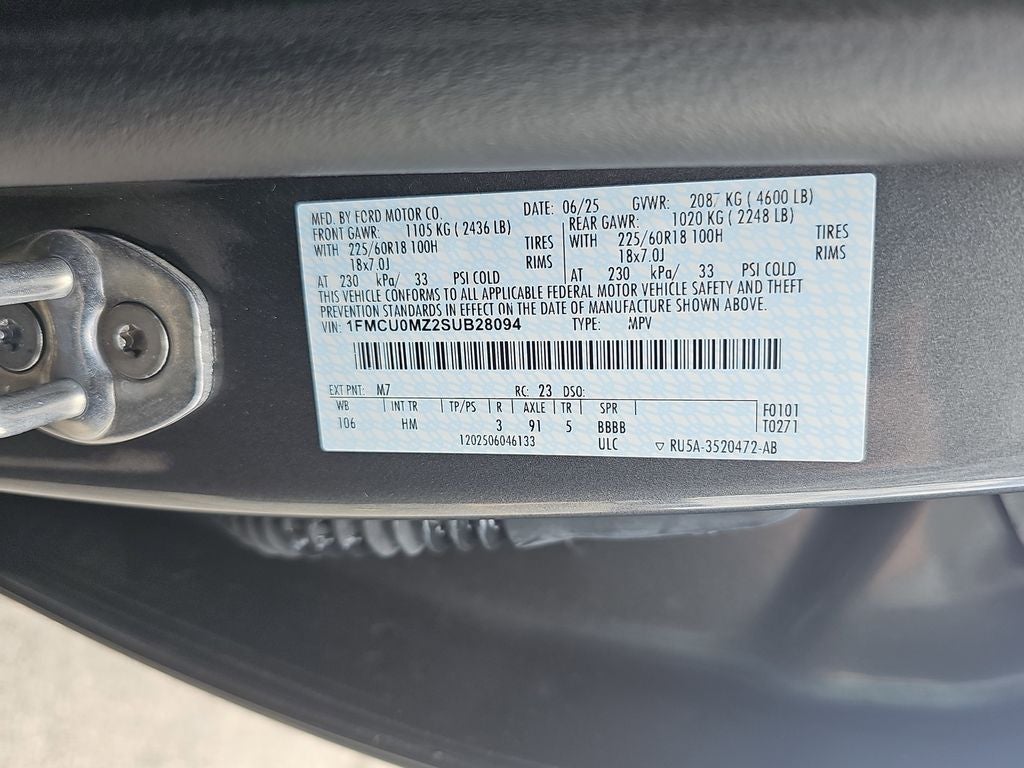 MFD. BY FORD MOTOR CO. DATE: 06/25 GVWR: 2087 KG ( 4600 LB)
FRONT GAWR: 1105 KG ( 2436 LB) REAR GAWR: 1020 KG ( 2248 LB)
WITH 225/60R18 100H TIRES 225/60R18 100H TIRES
18x7.0J RIMS WITH 18x7.0J RIMS
AT 230 kPa/ 33 PSI COLD AT 230 kPa/ 33 PSI COLD
THIS VEHICLE CONFORMS TO ALL APPLICABLE FEDERAL MOTOR VEHICLE SAFETY AND THEFT
PREVENTION STANDARDS IN EFFECT ON THE DATE OF MANUFACTURE SHOWN ABOVE.
VIN: 1FMCU0MZ2SUB28094 TYPE: MPV
EXT PNT: M7 RC: 23 DSO:
WB INT TR TP/PS R AXLE TR SPR F0101
106 HM 3 91 5 BBBB T0271
1202506046133 ULC ▽ RU5A-3520472-AB